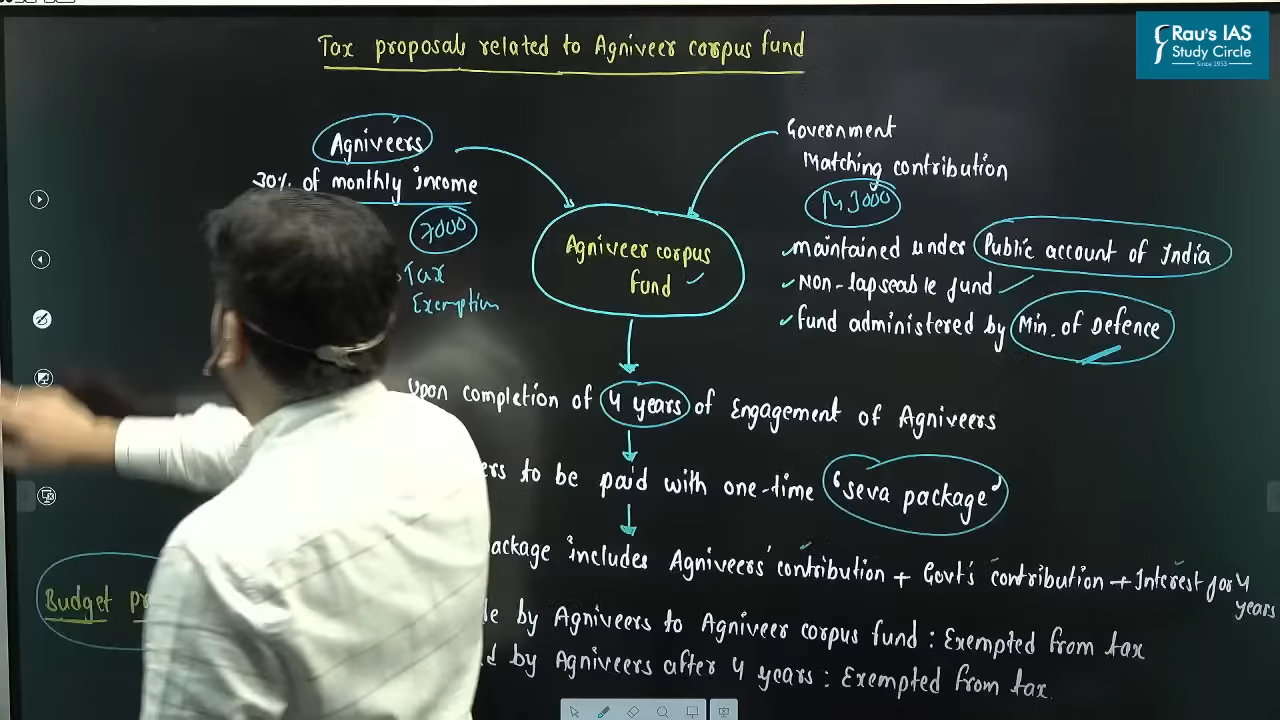 Tax proposals related to Agniveer corpus fund
Rau's IAS
Study Circle
Since 1953
Agniveers
30% of monthly income
7000
Tax
Exemption
Agniveer corpus
fund
Government
Matching contribution
3000
maintained under Public account of India
Non-lapseable fund
Fund administered by Min. of Defence
Upon completion of 4 years of Engagement of Agniveers
to be paid with one-time 'seva package'
includes Agniveers' contribution + Govt's contribution + Interest for 4
years
Budget
by Agniveers to Agniveer corpus fund : Exempted from tax
by Agniveers after 4 years : Exempted from tax.